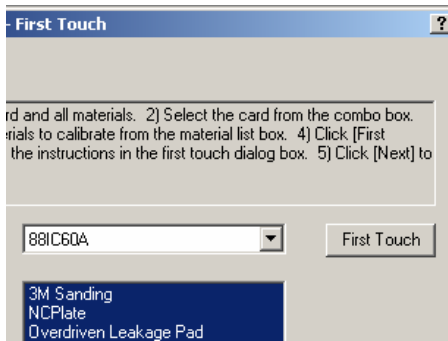 - First Touch
?
rd and all materials.  2) Select the card from the combo box.
rials to calibrate from the material list box.  4) Click [First
the instructions in the first touch dialog box.  5) Click [Next] to
88IC60A
First Touch
3M Sanding
NCPlate
Overdriven Leakage Pad